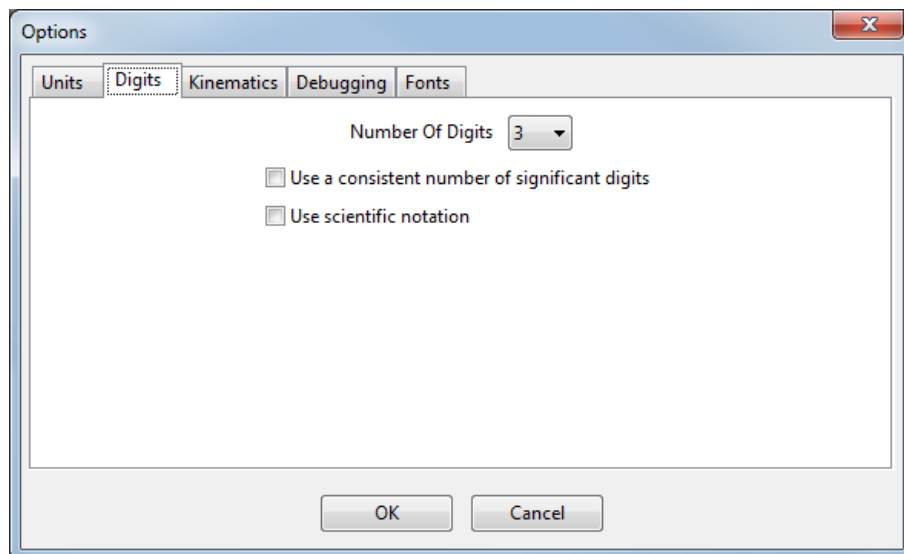 Options
Units Digits Kinematics Debugging Fonts
Number Of Digits 3
Use a consistent number of significant digits
Use scientific notation
OK Cancel